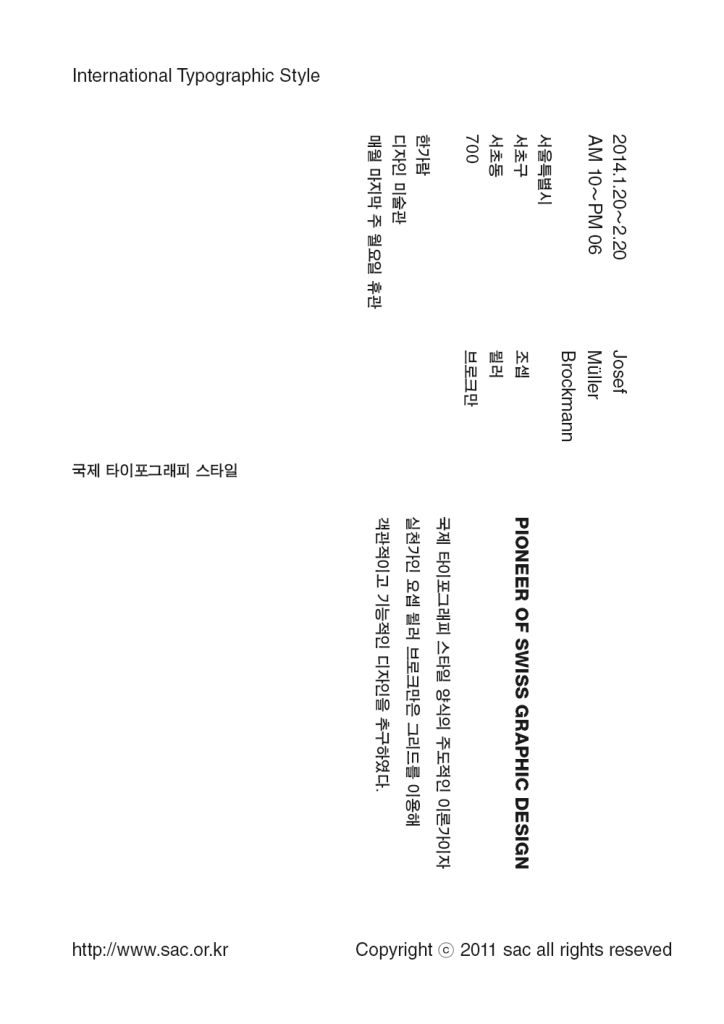 International Typographic Style
2014.1.20~2.20
AM 10~PM 06
서울특별시
서초구
서초동
700
한가람
디자인 미술관
매월 마지막 주 월요일 휴관
Josef
Müller
Brockmann
조셉
뮐러
브로크만
국제 타이포그래피 스타일
PIONEER OF SWISS GRAPHIC DESIGN
국제 타이포그래피 스타일 양식의 주도적인 이론가이자
실천가인 요셉 뮐러 브로크만은 그리드를 이용해
객관적이고 기능적인 디자인을 추구하였다.
http://www.sac.or.kr
Copyright ⓒ 2011 sac all rights reseved